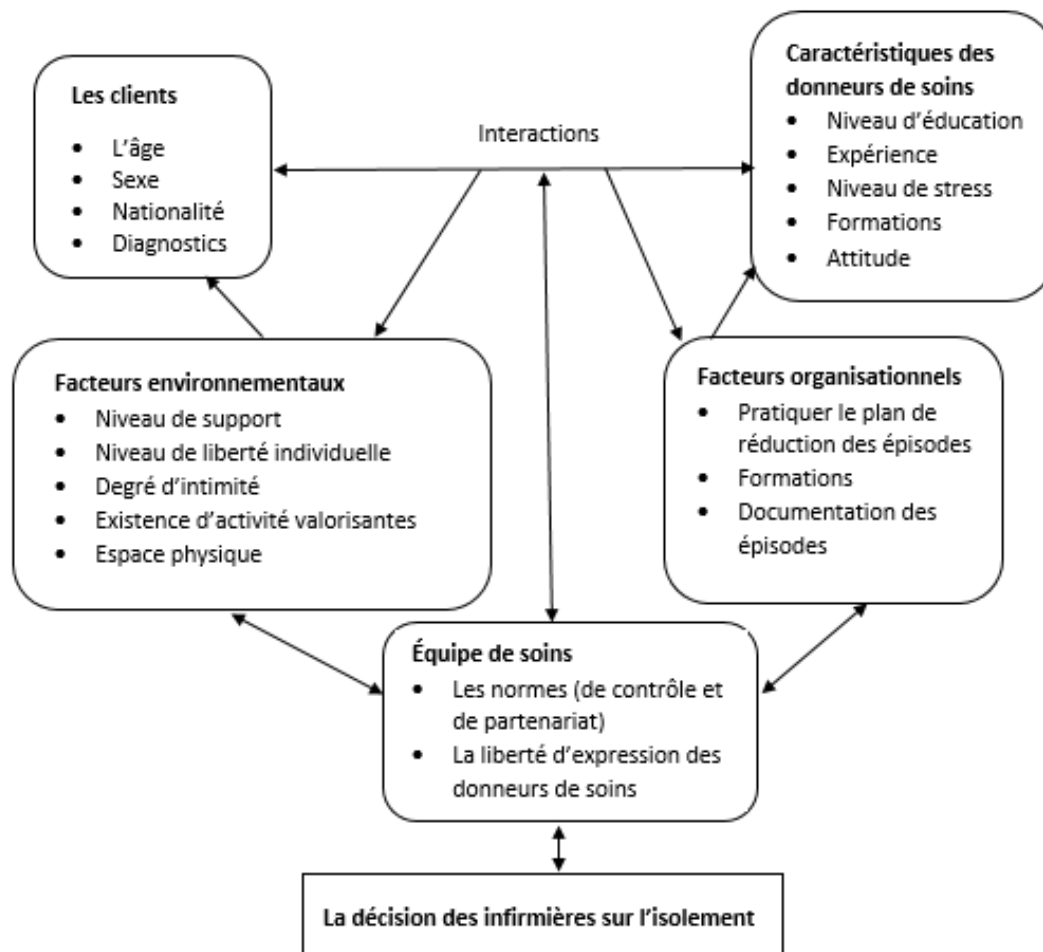 Les clients
• L’âge
• Sexe
• Nationalité
• Diagnostics
Interactions
Caractéristiques des
donneurs de soins
• Niveau d’éducation
• Expérience
• Niveau de stress
• Formations
• Attitude
Facteurs environnementaux
• Niveau de support
• Niveau de liberté individuelle
• Degré d’intimité
• Existence d’activité valorisantes
• Espace physique
Facteurs organisationnels
• Pratiquer le plan de
réduction des épisodes
• Formations
• Documentation des
épisodes
Équipe de soins
• Les normes (de contrôle et
de partenariat)
• La liberté d’expression des
donneurs de soins
La décision des infirmières sur l’isolement